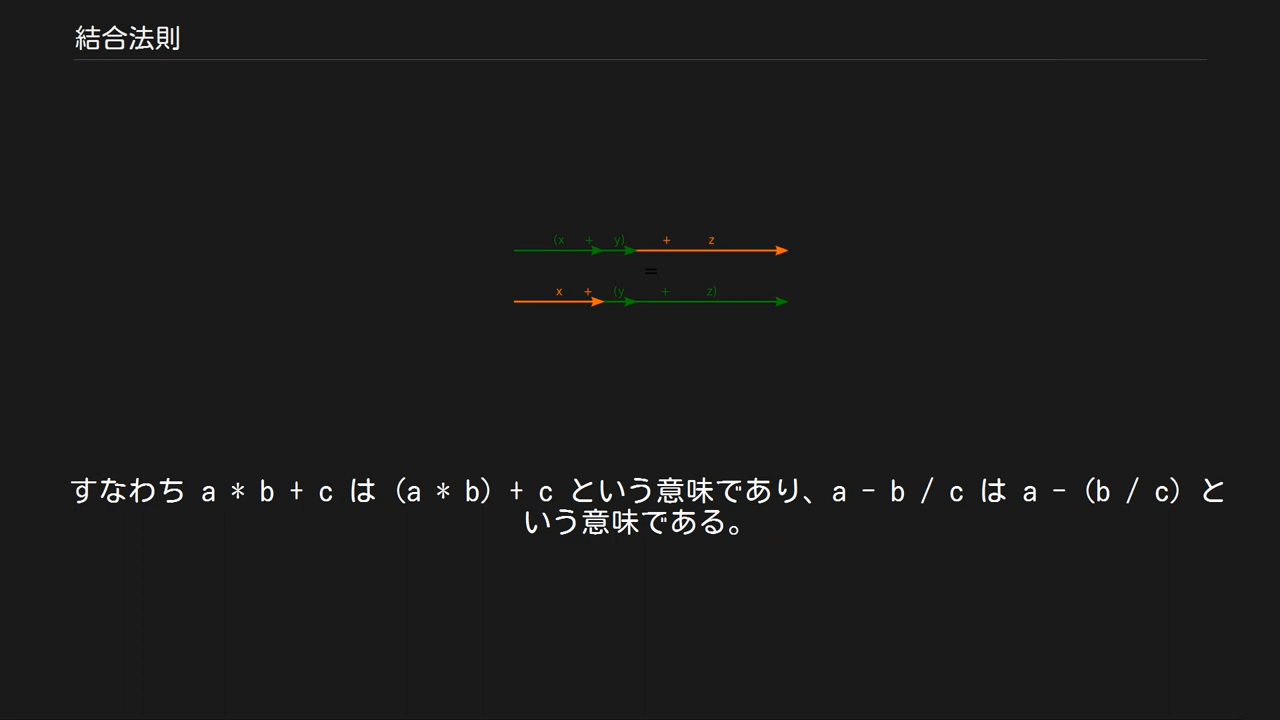 結合法則
(x + y) + z
=
x + (y + z)
すなわち a * b + c は (a * b) + c という意味であり、a - b / c は a - (b / c) と
いう意味である。